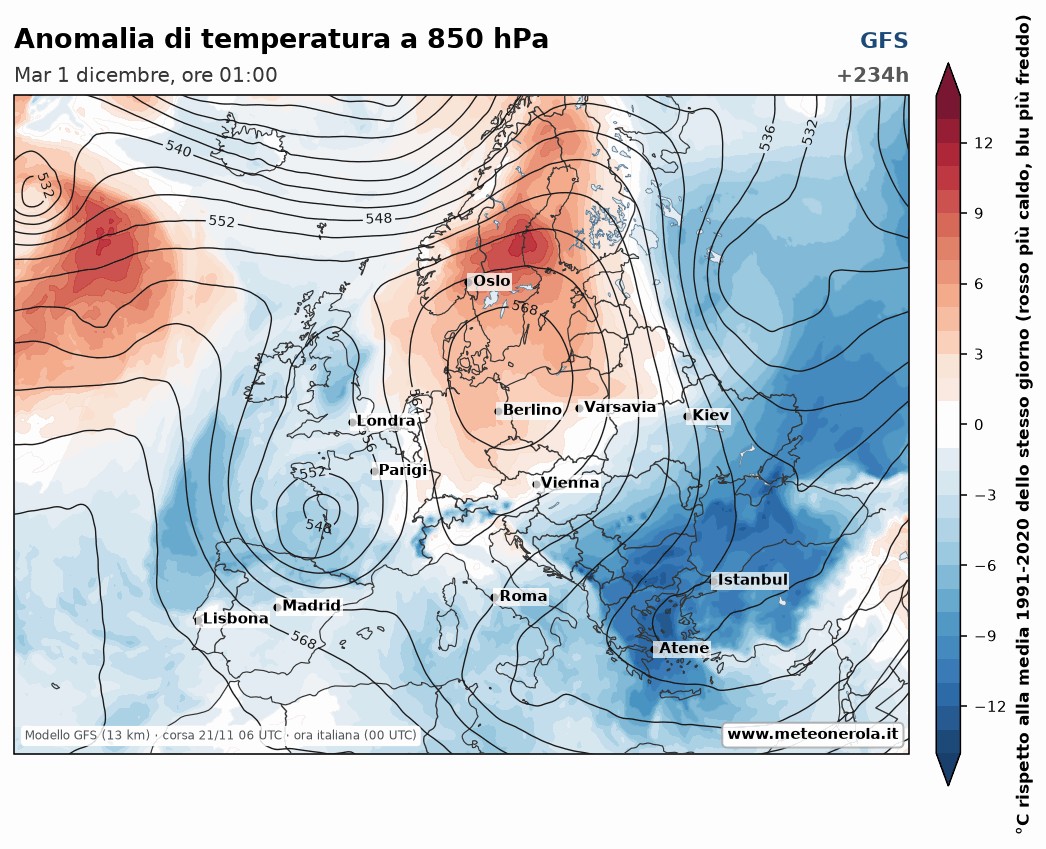 Anomalia di temperatura a 850 hPa
GFS
Mar 1 dicembre, ore 01:00
+234h
532
540
552
548
536
532
568
Oslo
Berlino
Varsavia
Kiev
Londra
Parigi
Vienna
552
548
Istanbul
Roma
Madrid
Lisbona
568
Atene
Modello GFS (13 km) · corsa 21/11 06 UTC · ora italiana (00 UTC)
www.meteonerola.it
12
9
6
3
0
−3
−6
−9
−12
°C rispetto alla media 1991-2020 dello stesso giorno (rosso più caldo, blu più freddo)